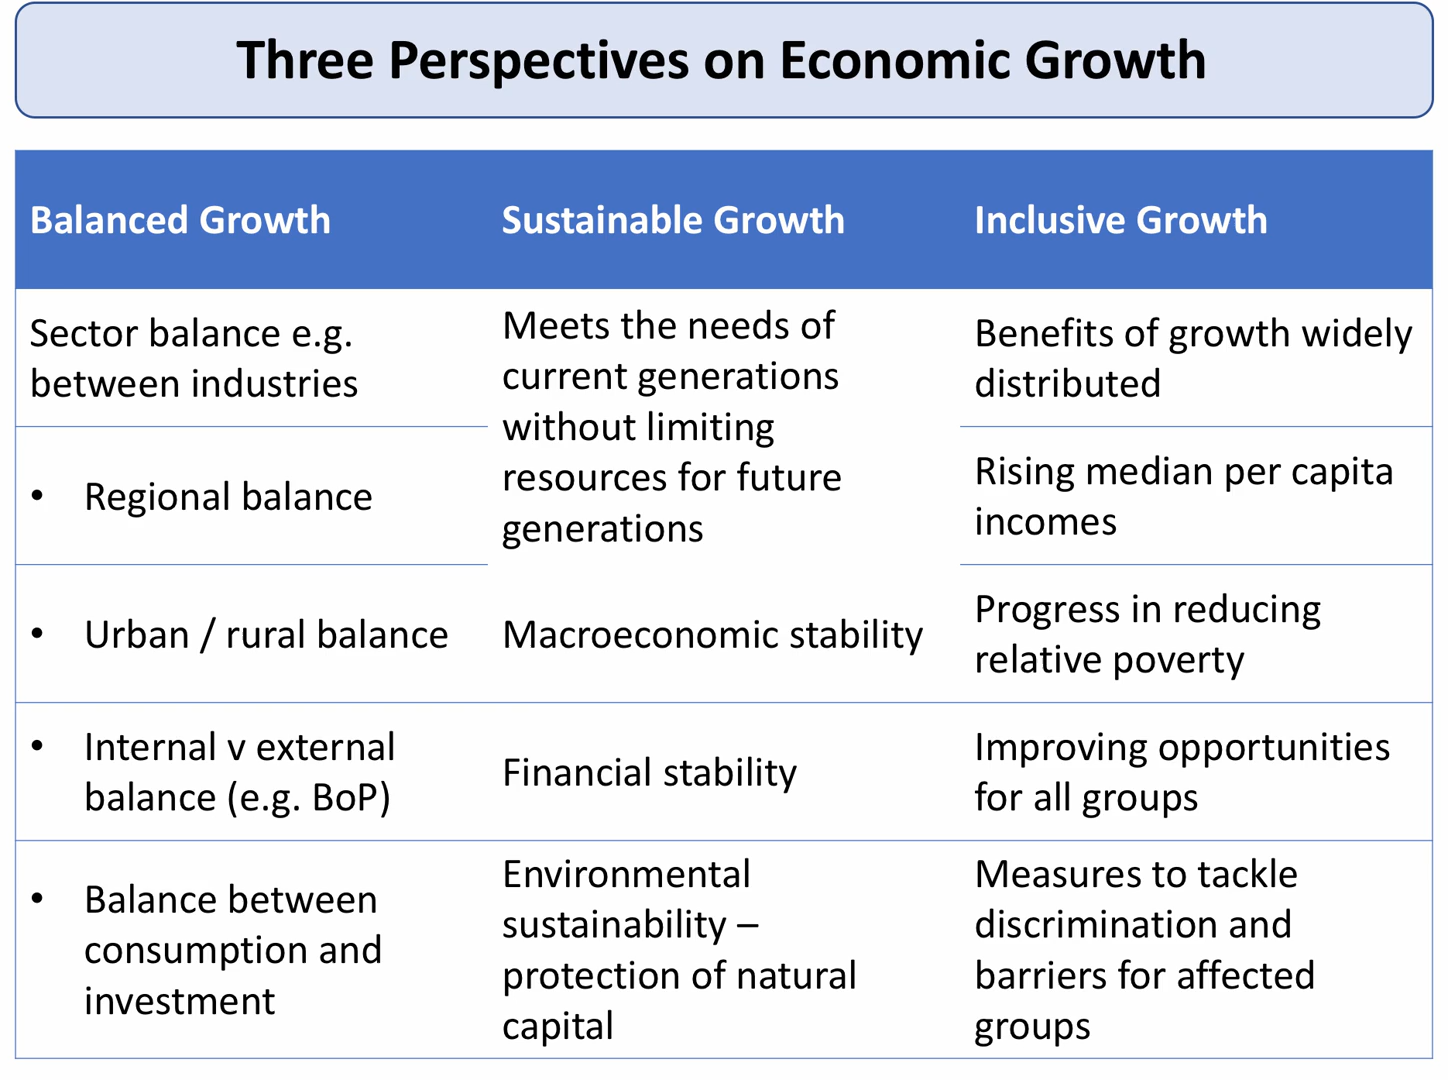 Three Perspectives on Economic Growth
Balanced Growth
Sustainable Growth
Inclusive Growth
Sector balance e.g.
between industries
Meets the needs of
current generations
without limiting
resources for future
generations
Benefits of growth widely
distributed
• Regional balance
Rising median per capita
incomes
• Urban / rural balance
Macroeconomic stability
Progress in reducing
relative poverty
• Internal v external
balance (e.g. BoP)
Financial stability
Improving opportunities
for all groups
• Balance between
consumption and
investment
Environmental
sustainability –
protection of natural
capital
Measures to tackle
discrimination and
barriers for affected
groups